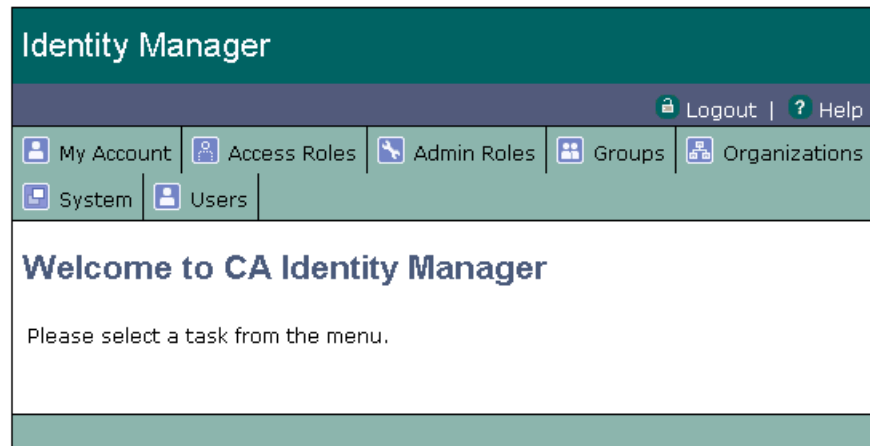 Identity Manager
Logout | ? Help
My Account Access Roles Admin Roles Groups Organizations
System Users
Welcome to CA Identity Manager
Please select a task from the menu.